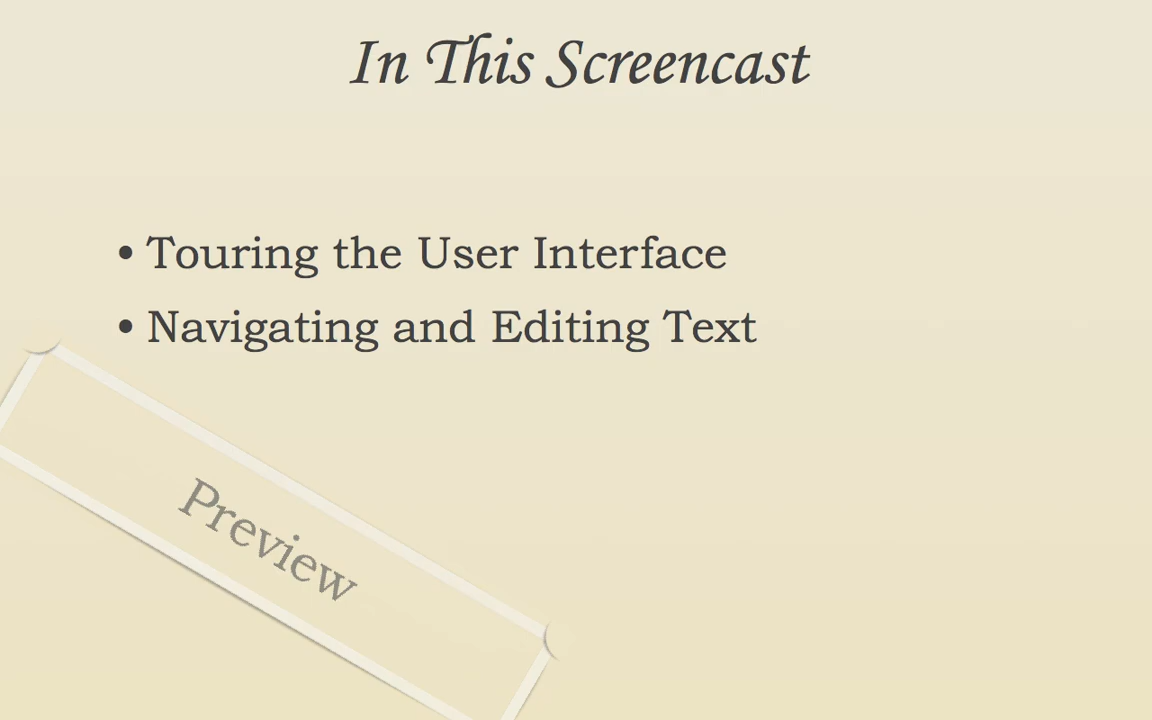 In This Screencast
• Touring the User Interface
• Navigating and Editing Text
Preview